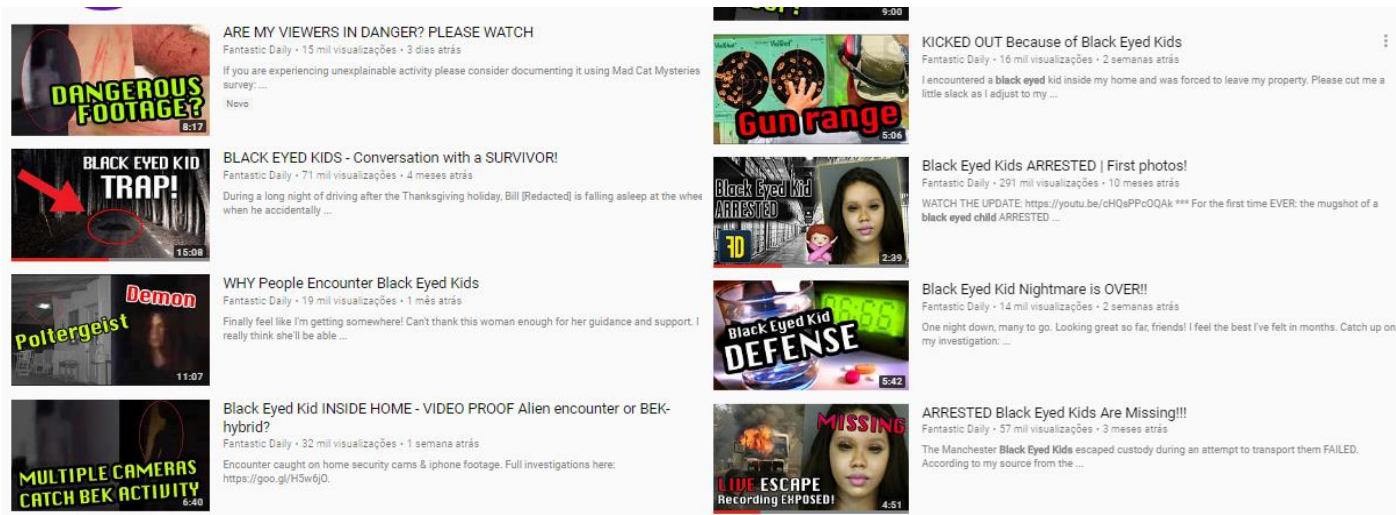 DANGEROUS
FOOTAGE?
8:17
ARE MY VIEWERS IN DANGER? PLEASE WATCH
Fantastic Daily • 15 mil visualizações • 3 dias atrás
If you are experiencing unexplainable activity please consider documenting it using Mad Cat Mysteries
survey: ...
Novo
BLACK EYED KID
TRAP!
15:08
BLACK EYED KIDS - Conversation with a SURVIVOR!
Fantastic Daily • 71 mil visualizações • 4 meses atrás
During a long night of driving after the Thanksgiving holiday, Bill [Redacted] is falling asleep at the whee
when he accidentally ...
Demon
Poltergeist
11:07
WHY People Encounter Black Eyed Kids
Fantastic Daily • 19 mil visualizações • 1 mês atrás
Finally feel like I'm getting somewhere! Can't thank this woman enough for her guidance and support. I
really think she'll be able ...
MULTIPLE CAMERAS
CATCH BEK ACTIVITY
6:40
Black Eyed Kid INSIDE HOME - VIDEO PROOF Alien encounter or BEK-
hybrid?
Fantastic Daily • 32 mil visualizações • 1 semana atrás
Encounter caught on home security cams & iphone footage. Full investigations here:
https://goo.gl/H5w6jO.
9:00
Gun range
5:06
KICKED OUT Because of Black Eyed Kids
Fantastic Daily • 16 mil visualizações • 2 semanas atrás
I encountered a black eyed kid inside my home and was forced to leave my property. Please cut me a
little slack as I adjust to my ...
Black Eyed Kid
ARRESTED
FD
2:39
Black Eyed Kids ARRESTED | First photos!
Fantastic Daily • 291 mil visualizações • 10 meses atrás
WATCH THE UPDATE: https://youtu.be/cHQsPPcOQAk *** For the first time EVER: the mugshot of a
black eyed child ARRESTED ...
6:66
Black Eyed Kid
DEFENSE
5:42
Black Eyed Kid Nightmare is OVER!!
Fantastic Daily • 14 mil visualizações • 2 semanas atrás
One night down, many to go. Looking great so far, friends! I feel the best I've felt in months. Catch up on
my investigation: ...
MISSING
LIVE ESCAPE
Recording EXPOSED!
4:51
ARRESTED Black Eyed Kids Are Missing!!!
Fantastic Daily • 57 mil visualizações • 3 meses atrás
The Manchester Black Eyed Kids escaped custody during an attempt to transport them FAILED.
According to my source from the ...